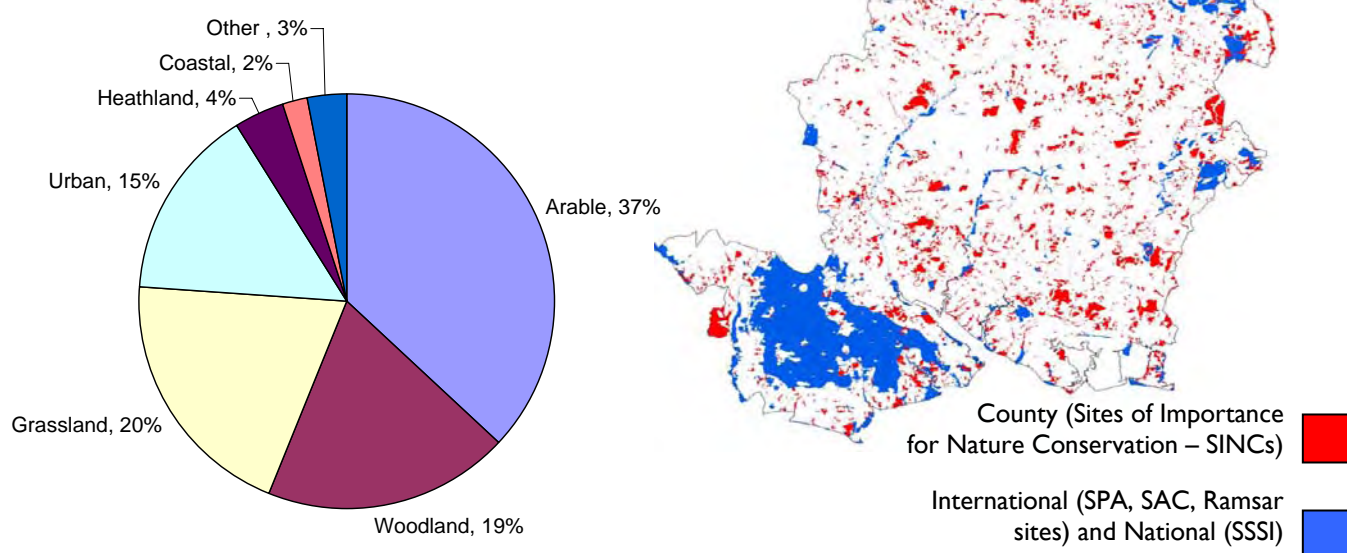 Other , 3%
Coastal, 2%
Heathland, 4%
Urban, 15%
Arable, 37%
Grassland, 20%
Woodland, 19%
County (Sites of Importance
for Nature Conservation – SINCs)
International (SPA, SAC, Ramsar
sites) and National (SSSI)